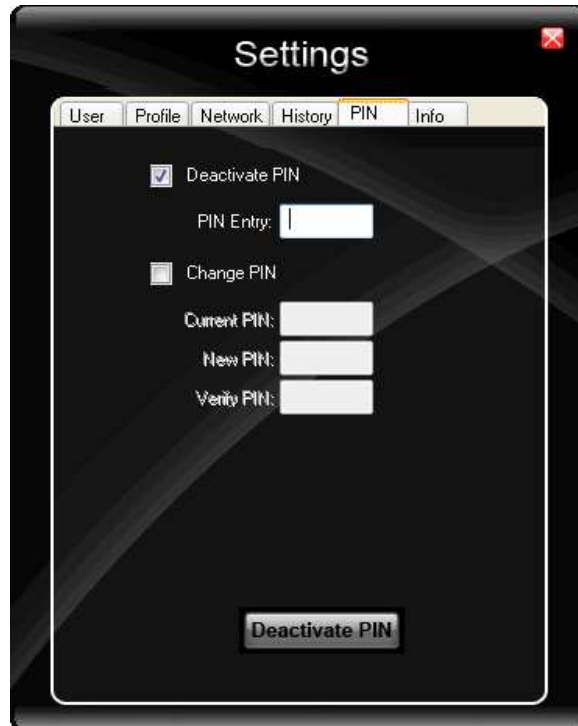 Settings
User Profile Network History PIN Info
Deactivate PIN
PIN Entry:
Change PIN
Current PIN:
New PIN:
Verify PIN:
Deactivate PIN